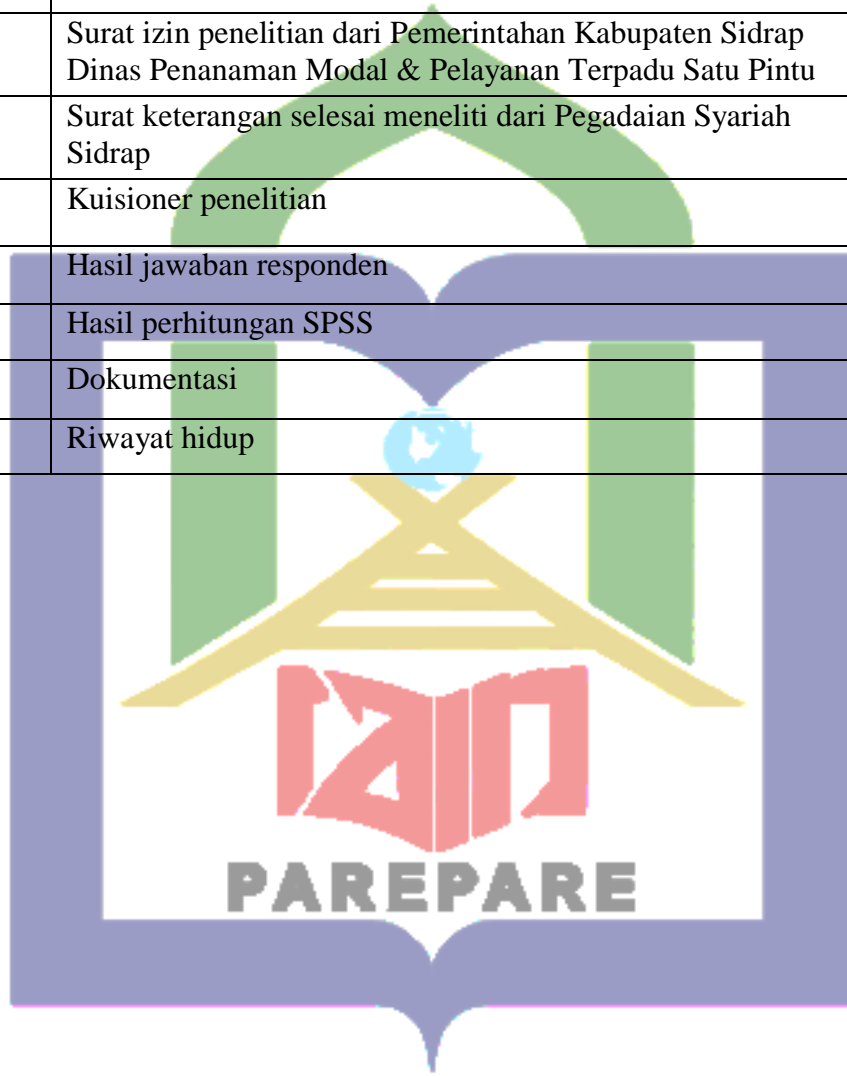 Surat izin penelitian dari Pemerintahan Kabupaten Sidrap
Dinas Penanaman Modal & Pelayanan Terpadu Satu Pintu
Surat keterangan selesai meneliti dari Pegadaian Syariah
Sidrap
Kuisioner penelitian
Hasil jawaban responden
Hasil perhitungan SPSS
Dokumentasi
Riwayat hidup
iain
PAREPARE